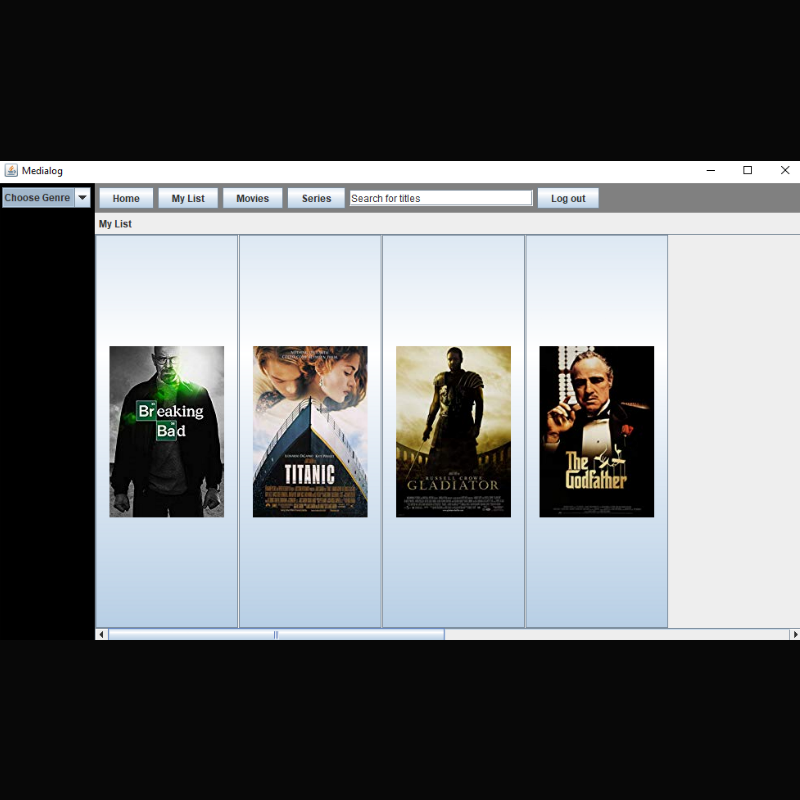 Medialog
Choose Genre
Home
My List
Movies
Series
Search for titles
Log out
My List
Breaking
Bad
TITANIC
RUSSELL CROWE
GLADIATOR
The
Godfather